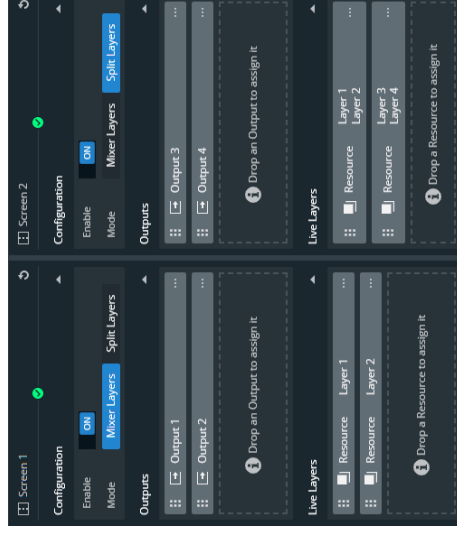 Screen 1
Configuration
Enable ON
Mode Mixer Layers Split Layers
Outputs
Output 1 ...
Output 2 ...
Drop an Output to assign it
Live Layers
Resource Layer 1 ...
Resource Layer 2 ...
Drop a Resource to assign it
Screen 2
Configuration
Enable ON
Mode Mixer Layers Split Layers
Outputs
Output 3 ...
Output 4 ...
Drop an Output to assign it
Live Layers
Resource Layer 1 ...
Layer 2
Resource Layer 3 ...
Layer 4
Drop a Resource to assign it